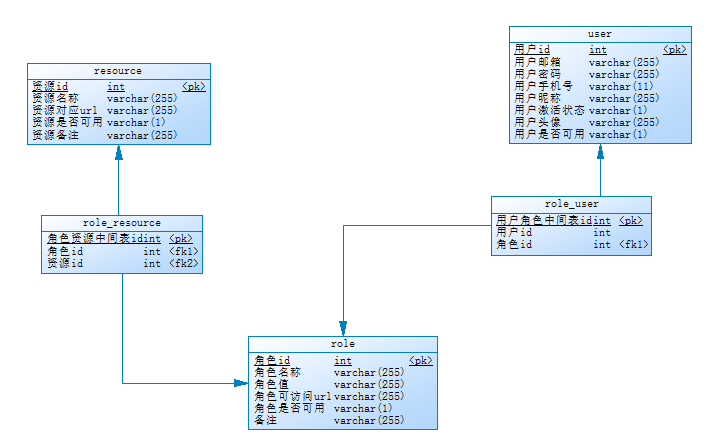 resource
资源id int <pk>
资源名称 varchar(255)
资源对应url varchar(255)
资源是否可用 varchar(1)
资源备注 varchar(255)
user
用户id int <pk>
用户邮箱 varchar(255)
用户密码 varchar(255)
用户手机号 varchar(11)
用户昵称 varchar(255)
用户激活状态 varchar(1)
用户头像 varchar(255)
用户是否可用 varchar(1)
role_resource
角色资源中间表id int <pk>
角色id int <fk1>
资源id int <fk2>
role_user
用户角色中间表id int <pk>
用户id int
角色id int <fk1>
role
角色id int <pk>
角色名称 varchar(255)
角色值 varchar(255)
角色可访问url varchar(255)
角色是否可用 varchar(1)
备注 varchar(255)